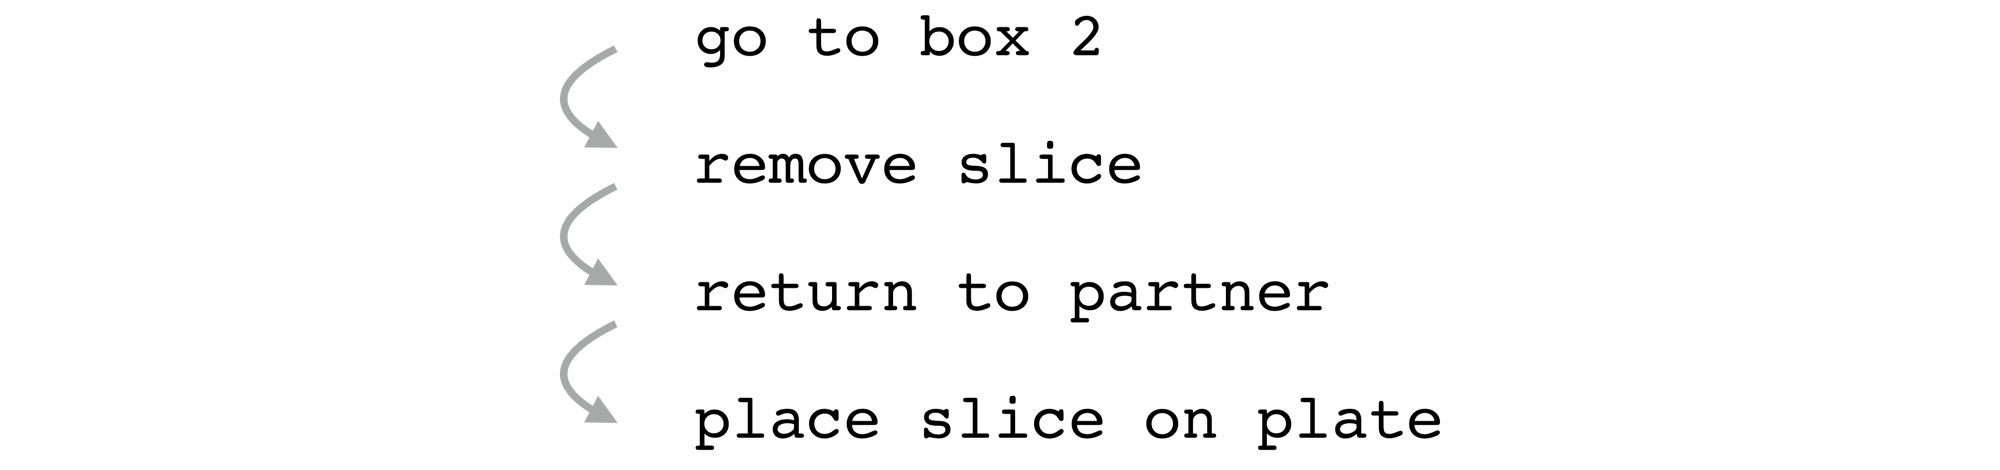 go to box 2
remove slice
return to partner
place slice on plate